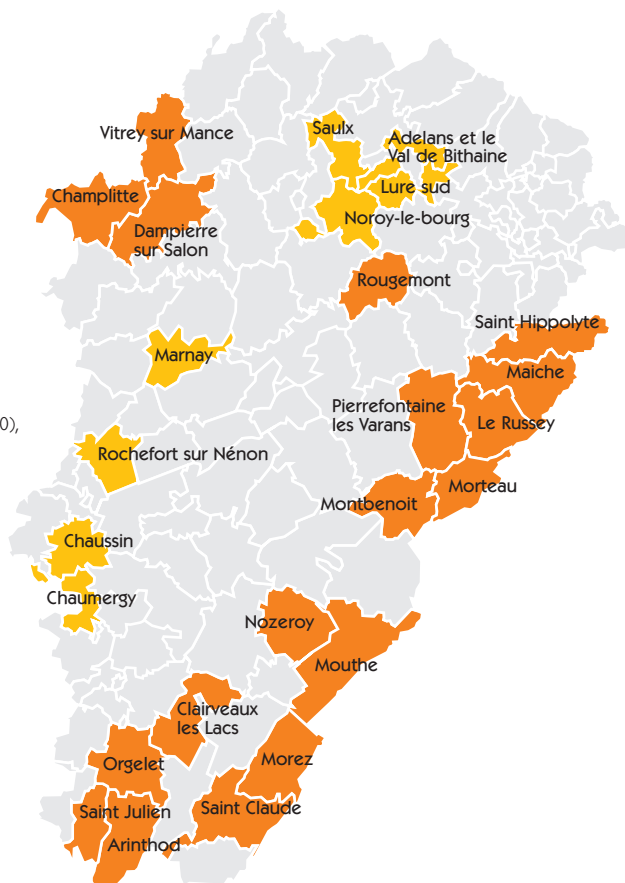 Vitrey sur Mance
Saulx
Adelans et le
Val de Bithaine
Champlitte
Lure sud
Dampierre
sur Salon
Noroy-le-bourg
Rougemont
Saint Hippolyte
Marnay
Maiche
Pierrefontaine
les Varans
Le Russey
0),
Rochefort sur Nénon
Morteau
Montbenoit
Chaussin
Chaumergy
Nozeroy
Mouthe
Clairveaux
les Lacs
Orgelet
Morez
Saint Julien
Saint Claude
Arinthod